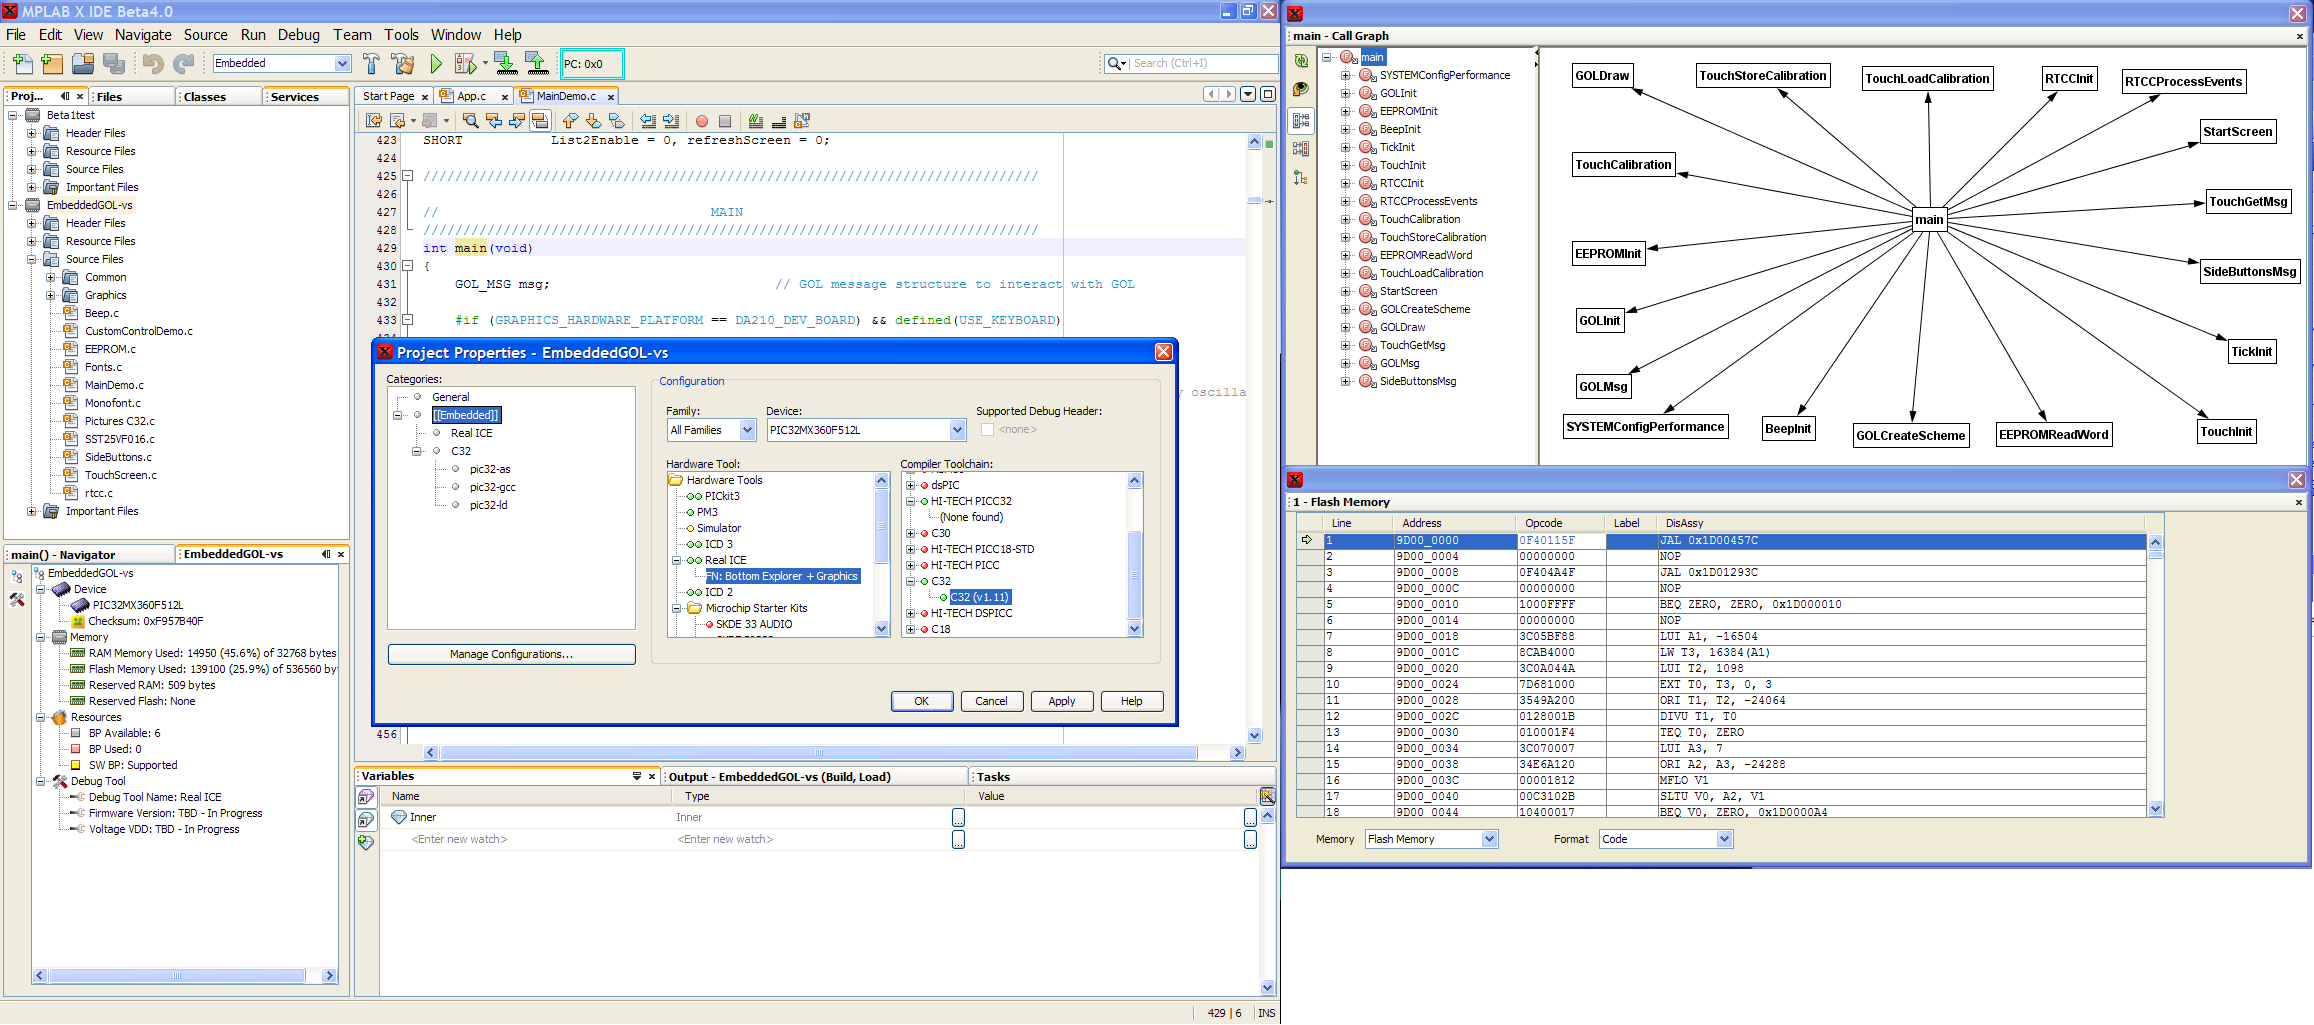 MPLAB X IDE Beta4.0
File Edit View Navigate Source Run Debug Team Tools Window Help
Embedded
PC: 0x0
Search (Ctrl+I)
Proj... Files Classes Services
Beta1test
Header Files
Resource Files
Source Files
Important Files
EmbeddedGOL-vs
Header Files
Resource Files
Source Files
Common
Graphics
Beep.c
CustomControlDemo.c
EEPROM.c
Fonts.c
MainDemo.c
Monofont.c
Pictures C32.c
SST25VF016.c
SideButtons.c
TouchScreen.c
rtcc.c
Important Files
main() - Navigator EmbeddedGOL-vs
EmbeddedGOL-vs
Device
PIC32MX360F512L
Checksum: 0xF957B40F
Memory
RAM Memory Used: 14950 (45.6%) of 32768 bytes
Flash Memory Used: 139100 (25.9%) of 536560 by
Reserved RAM: 509 bytes
Reserved Flash: None
Resources
BP Available: 6
BP Used: 0
SW BP: Supported
Debug Tool
Debug Tool Name: Real ICE
Firmware Version: TBD - In Progress
Voltage VDD: TBD - In Progress
Start Page App.c MainDemo.c
423 SHORT List2Enable = 0, refreshScreen = 0;
424
425 /////////////////////////////////////////////////////////////////////////////
426
427 // MAIN
428 /////////////////////////////////////////////////////////////////////////////
429 int main(void)
430 {
431 GOL_MSG msg; // GOL message structure to interact with GOL
432
433 #if (GRAPHICS_HARDWARE_PLATFORM == DA210_DEV_BOARD) && defined(USE_KEYBOARD)
y oscilla
456
Project Properties - EmbeddedGOL-vs
Categories:
General
[[Embedded]]
Real ICE
C32
pic32-as
pic32-gcc
pic32-ld
Manage Configurations...
Configuration
Family: Device: Supported Debug Header:
All Families PIC32MX360F512L <none>
Hardware Tool:
Hardware Tools
PICkit3
PM3
Simulator
ICD 3
Real ICE
FN: Bottom Explorer + Graphics
ICD 2
Microchip Starter Kits
SKDE 33 AUDIO
Compiler Toolchain:
dsPIC
HI-TECH PICC32
(None found)
C30
HI-TECH PICC18-STD
HI-TECH PICC
C32
C32 (v1.11)
HI-TECH DSPICC
C18
OK Cancel Apply Help
Variables Output - EmbeddedGOL-vs (Build, Load) Tasks
Name Type Value
Inner Inner ... ...
<Enter new watch> <Enter new watch> ... ...
429 | 6 INS
main - Call Graph
main
SYSTEMConfigPerformance
GOLInit
EEPROMInit
BeepInit
TickInit
TouchInit
RTCCInit
RTCCProcessEvents
TouchCalibration
TouchStoreCalibration
EEPROMReadWord
TouchLoadCalibration
StartScreen
GOLCreateScheme
GOLDraw
TouchGetMsg
GOLMsg
SideButtonsMsg
GOLDraw
TouchStoreCalibration
TouchLoadCalibration
RTCCInit
RTCCProcessEvents
StartScreen
TouchCalibration
TouchGetMsg
main
EEPROMInit
SideButtonsMsg
GOLInit
TickInit
GOLMsg
SYSTEMConfigPerformance
BeepInit
GOLCreateScheme
EEPROMReadWord
TouchInit
1 - Flash Memory
Line Address Opcode Label DisAssy
1 9D00_0000 0F40115F JAL 0x1D00457C
2 9D00_0004 00000000 NOP
3 9D00_0008 0F404A4F JAL 0x1D01293C
4 9D00_000C 00000000 NOP
5 9D00_0010 1000FFFF BEQ ZERO, ZERO, 0x1D000010
6 9D00_0014 00000000 NOP
7 9D00_0018 3C05BF88 LUI A1, -16504
8 9D00_001C 8CAB4000 LW T3, 16384(A1)
9 9D00_0020 3C0A044A LUI T2, 1098
10 9D00_0024 7D681000 EXT T0, T3, 0, 3
11 9D00_0028 3549A200 ORI T1, T2, -24064
12 9D00_002C 0128001B DIVU T1, T0
13 9D00_0030 010001F4 TEQ T0, ZERO
14 9D00_0034 3C070007 LUI A3, 7
15 9D00_0038 34E6A120 ORI A2, A3, -24288
16 9D00_003C 00001812 MFLO V1
17 9D00_0040 00C3102B SLTU V0, A2, V1
18 9D00_0044 10400017 BEQ V0, ZERO, 0x1D0000A4
Memory Flash Memory Format Code